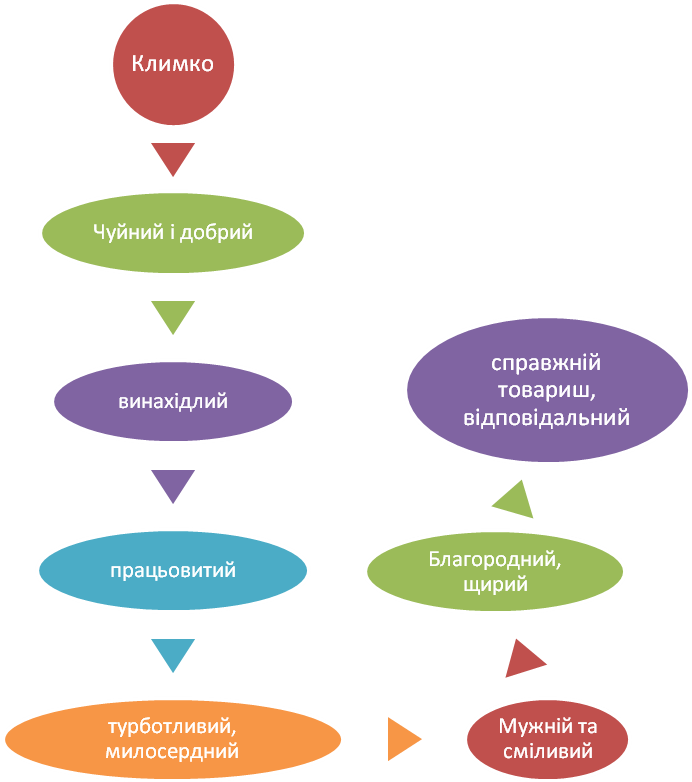 Климко
Чуйний і добрий
винахідлий
працьовитий
турботливий,
милосердний
Мужній та
сміливий
Благородний,
щирий
справжній
товариш,
відповідальний